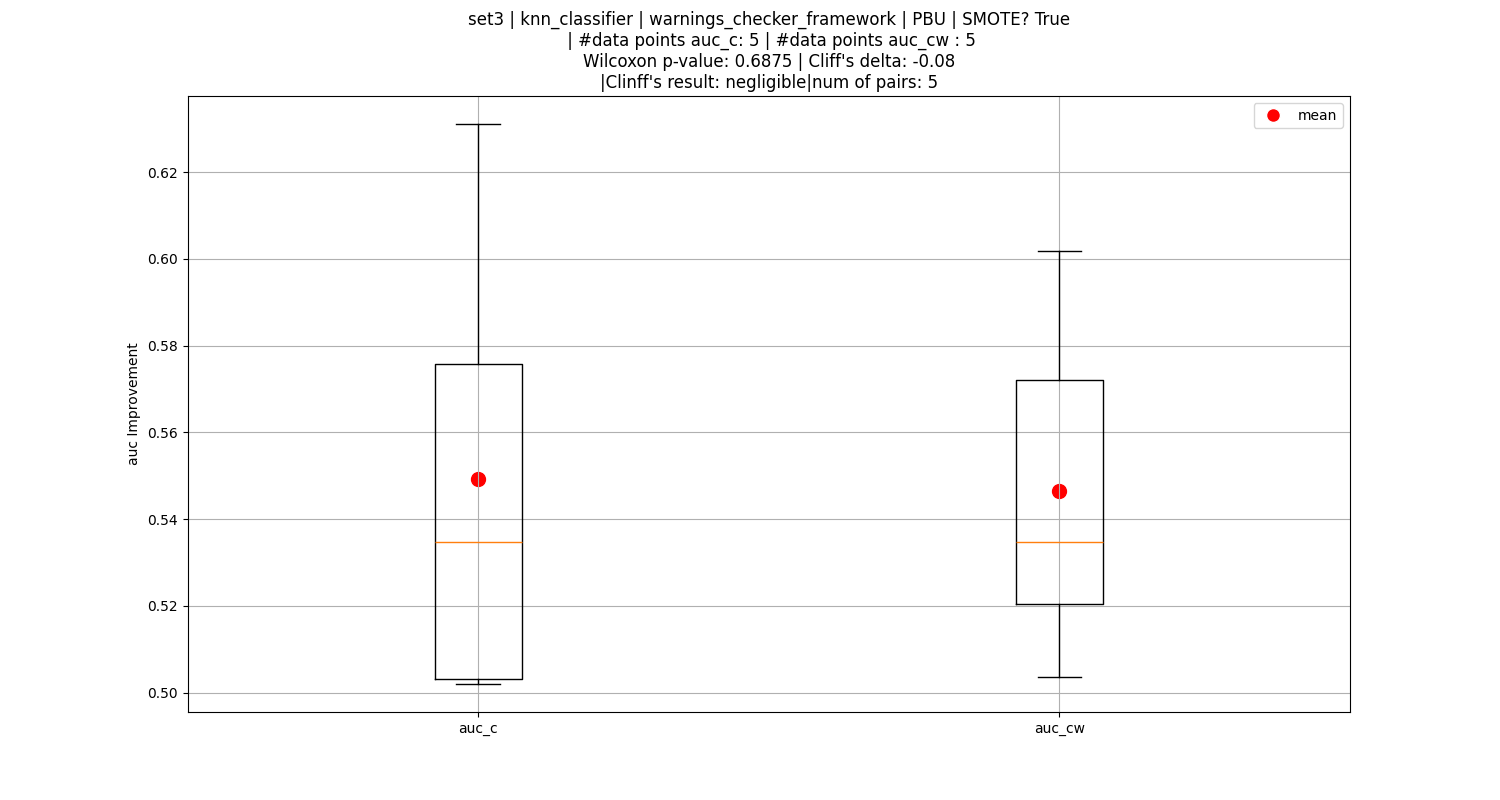 set3 | knn_classifier | warnings_checker_framework | PBU | SMOTE? True
| #data points auc_c: 5 | #data points auc_cw : 5
Wilcoxon p-value: 0.6875 | Cliff's delta: -0.08
|Clinff's result: negligible|num of pairs: 5
mean
0.62
0.60
0.58
0.56
0.54
0.52
0.50
auc Improvement
auc_c
auc_cw